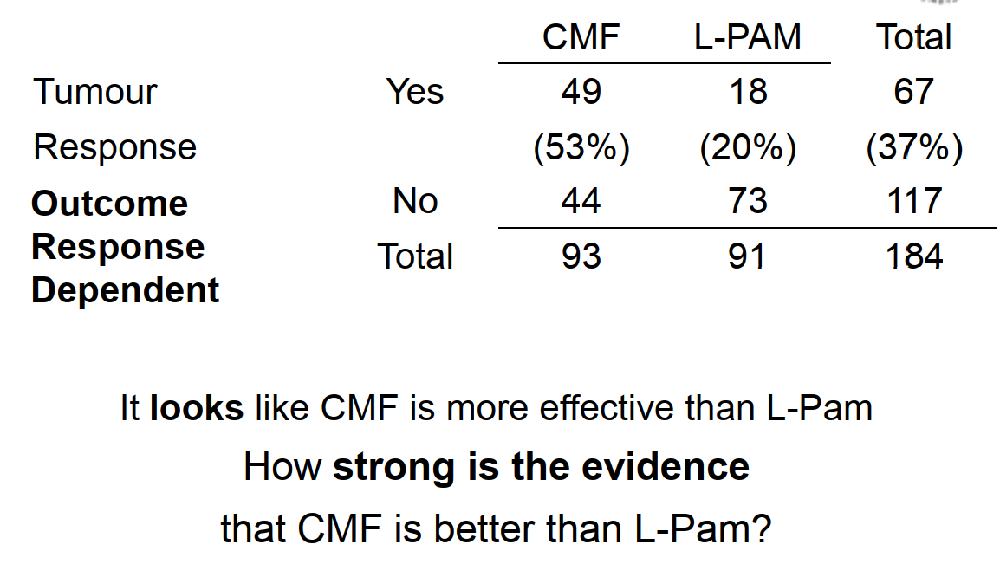 CMF L-PAM Total
Tumour Yes 49 18 67
Response (53%) (20%) (37%)
Outcome No 44 73 117
Response Total 93 91 184
Dependent
It looks like CMF is more effective than L-Pam
How strong is the evidence
that CMF is better than L-Pam?